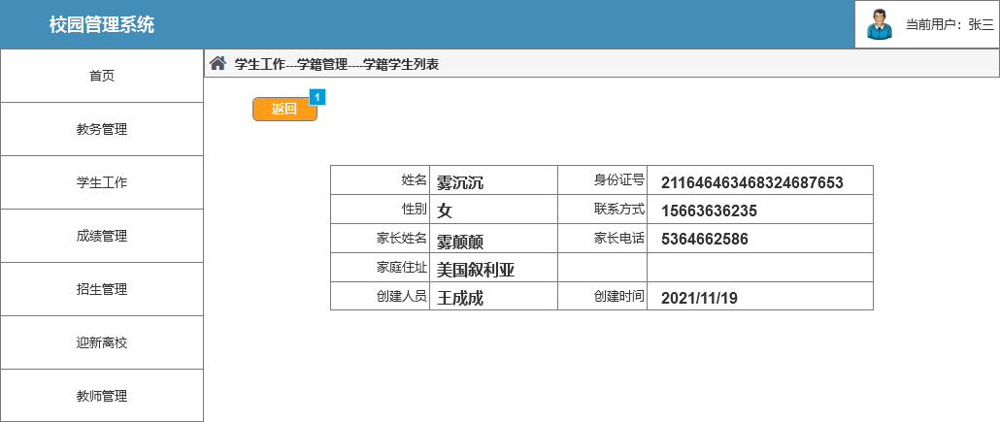 校园管理系统
当前用户：张三
首页
教务管理
学生工作
成绩管理
招生管理
迎新离校
教师管理
学生工作---学籍管理----学籍学生列表
返回
1
姓名 雾沉沉 身份证号 211646463468324687653
性别 女 联系方式 15663636235
家长姓名 雾颠颠 家长电话 5364662586
家庭住址 美国叙利亚
创建人员 王成成 创建时间 2021/11/19